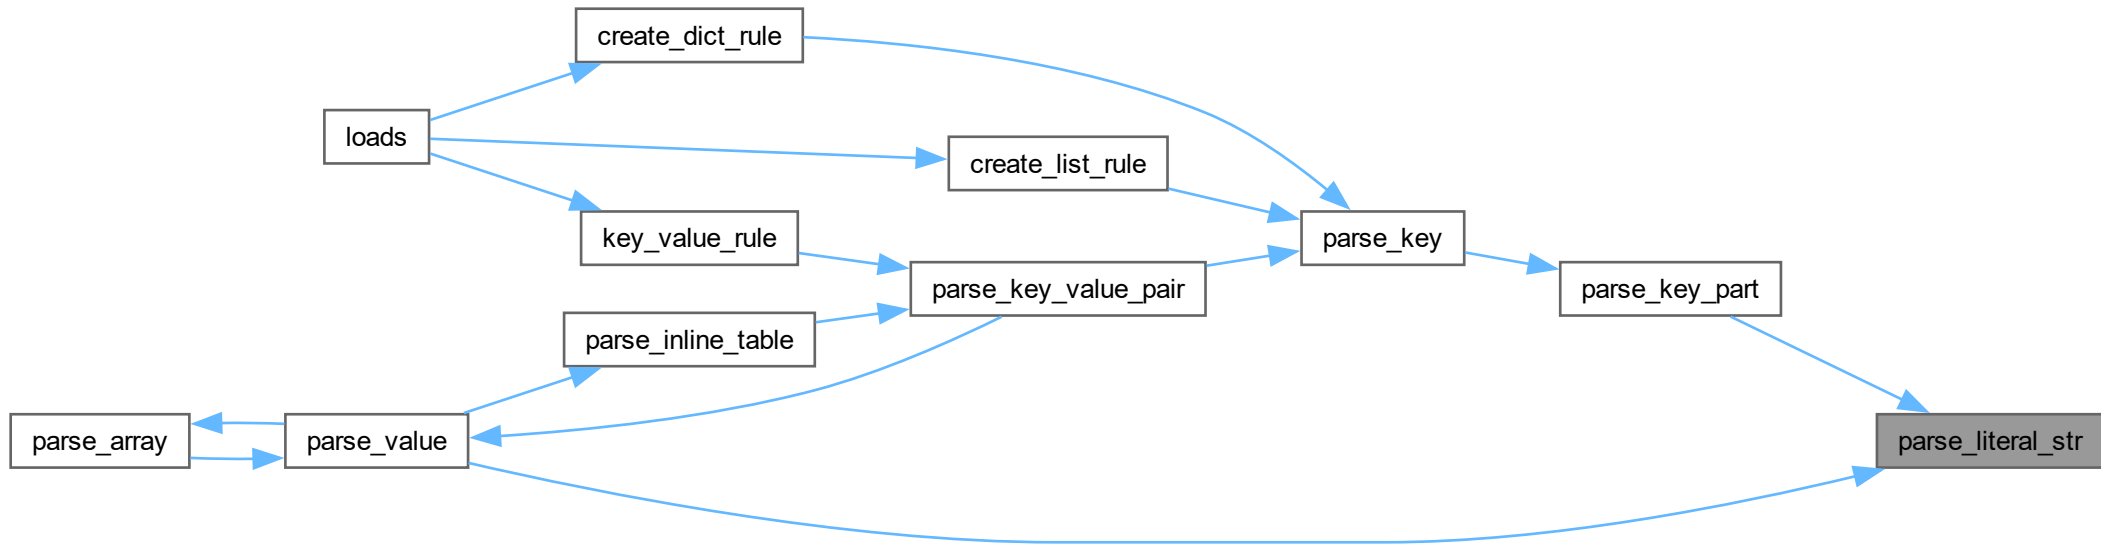 create_dict_rule
loads
create_list_rule
key_value_rule
parse_key
parse_key_value_pair
parse_key_part
parse_inline_table
parse_array
parse_value
parse_literal_str